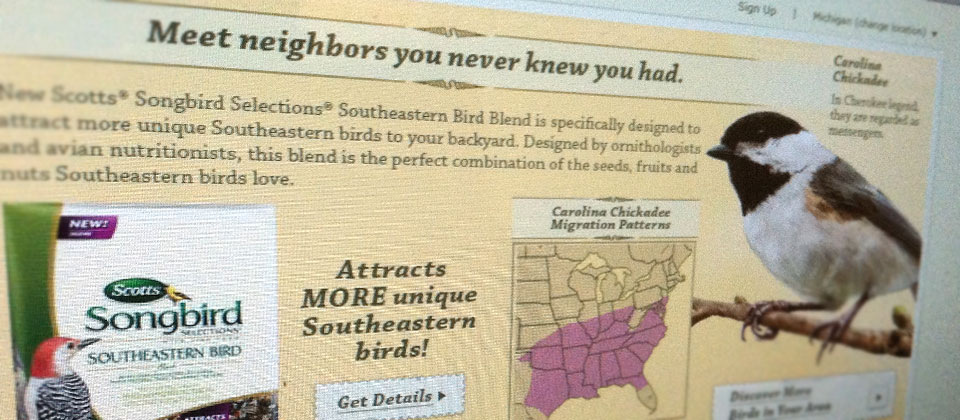 Sign Up | Michigan (change location)
Meet neighbors you never knew you had.
Carolina
Chickadee
In Cherokee legend,
they are regarded as
messengers.
New Scotts® Songbird Selections® Southeastern Bird Blend is specifically designed to
attract more unique Southeastern birds to your backyard. Designed by ornithologists
and avian nutritionists, this blend is the perfect combination of the seeds, fruits and
nuts Southeastern birds love.
NEW!
Scotts
Songbird
SELECTIONS
SOUTHEASTERN BIRD
ATTRACTS
Attracts
MORE unique
Southeastern
birds!
Get Details
Carolina Chickadee
Migration Patterns
Discover More
Birds in Your Area